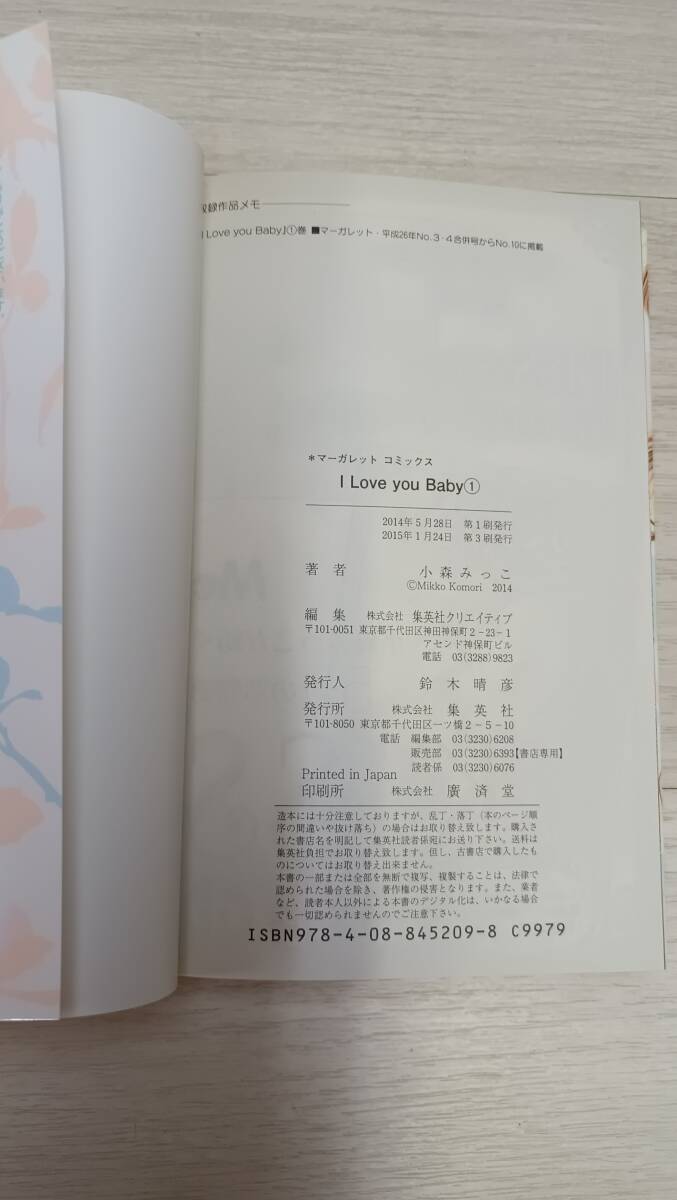 収録作品メモ
I Love you Baby』①巻 ■マーガレット・平成26年No.3・4合併号からNo.10に掲載
*マーガレット コミックス
I Love you Baby①
2014年5月28日 第1刷発行
2015年1月24日 第3刷発行
著者 小森みっこ
©Mikko Komori 2014
編集 株式会社 集英社クリエイティブ
〒101-0051 東京都千代田区神田神保町2-23-1
アセンド神保町ビル
電話 03(3288)9823
発行人 鈴木晴彦
発行所 株式会社 集英社
〒101-8050 東京都千代田区一ツ橋2-5-10
電話 編集部 03(3230)6208
販売部 03(3230)6393【書店専用】
読者係 03(3230)6076
Printed in Japan
印刷所 株式会社 廣済堂
造本には十分注意しておりますが、乱丁・落丁(本のページ順
序の間違いや抜け落ち)の場合はお取り替え致します。購入さ
れた書店名を明記して集英社読者係宛にお送り下さい。送料は
集英社負担でお取り替え致します。但し、古書店で購入したも
のについてはお取り替え出来ません。
本書の一部または全部を無断で複写、複製することは、法律で
認められた場合を除き、著作権の侵害となります。また、業者
など、読者本人以外による本書のデジタル化は、いかなる場合
でも一切認められませんのでご注意下さい。
ISBN978-4-08-845209-8 C9979